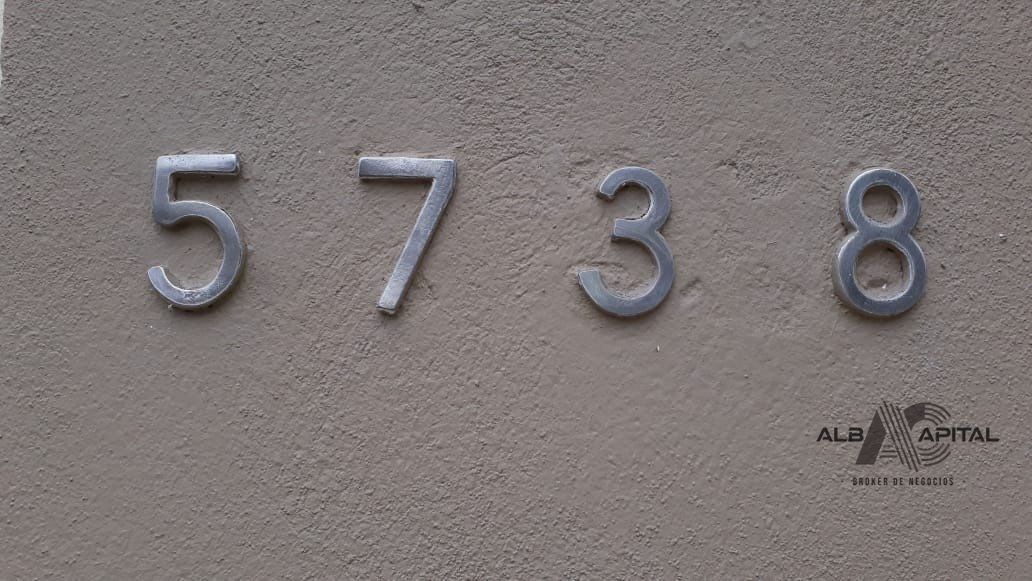 5738
ALBACAPITAL
BROKER DE NEGOCIOS